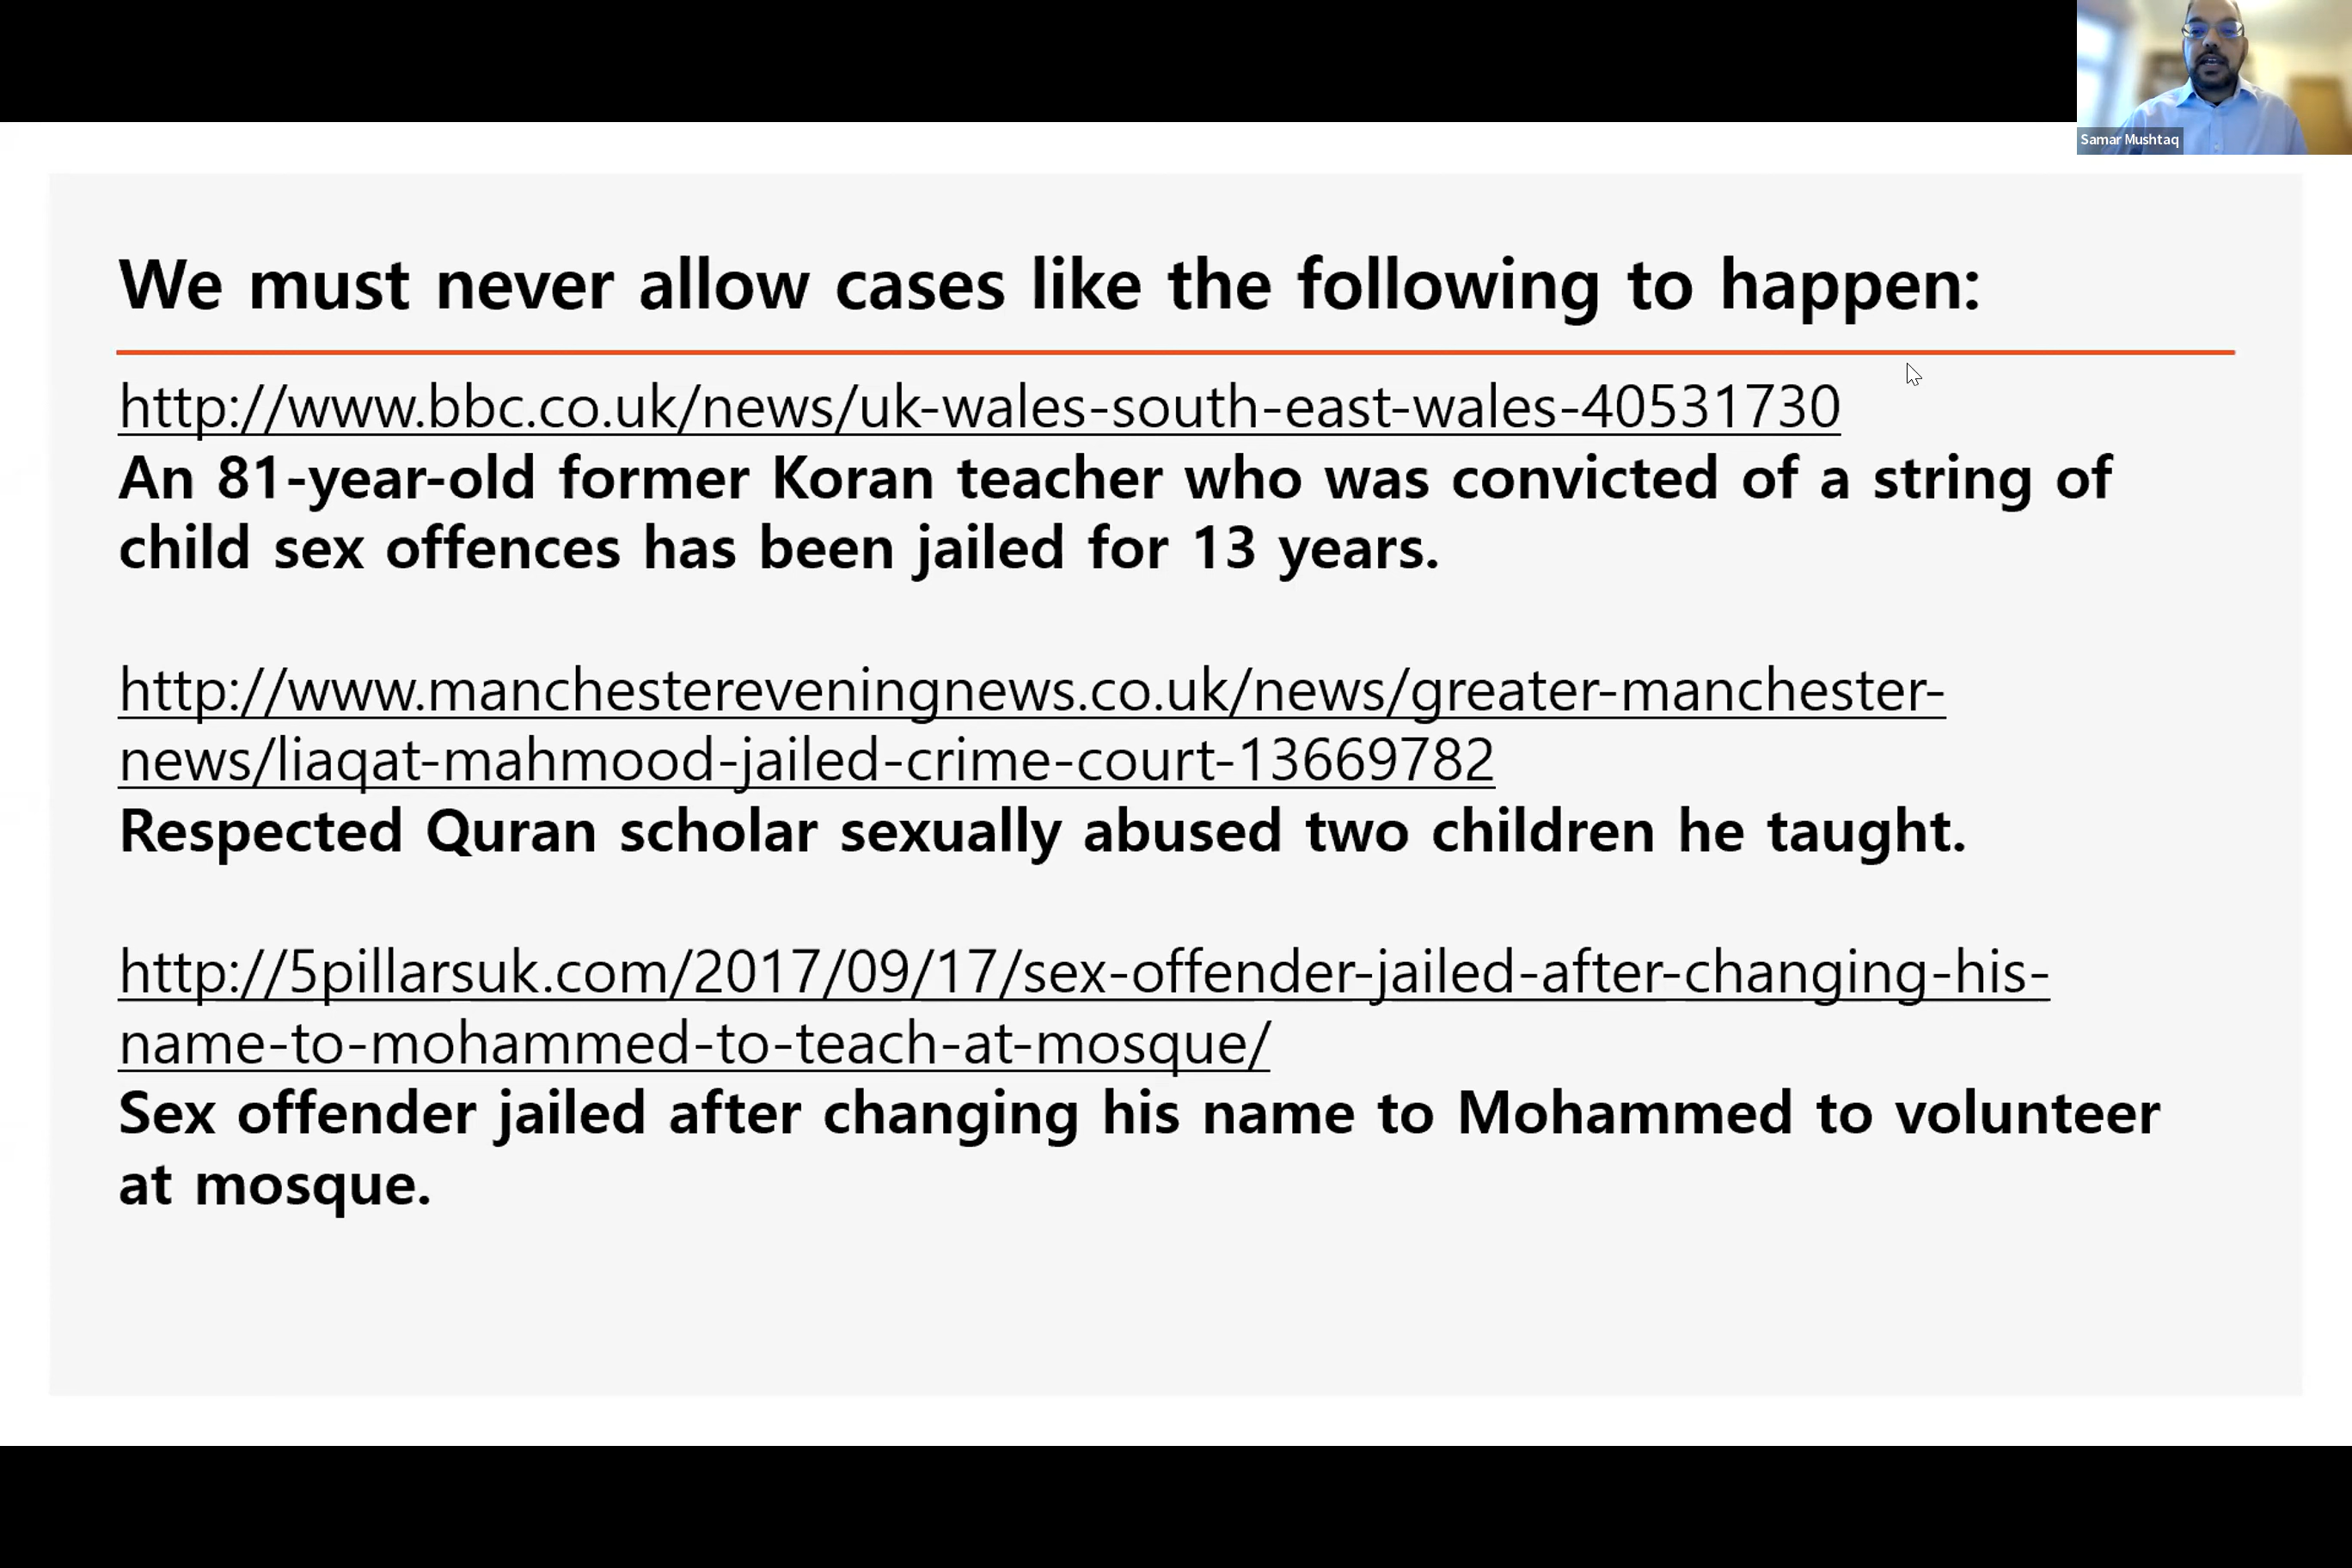 Samar Mushtaq
We must never allow cases like the following to happen:
http://www.bbc.co.uk/news/uk-wales-south-east-wales-40531730
An 81-year-old former Koran teacher who was convicted of a string of
child sex offences has been jailed for 13 years.
http://www.manchestereveningnews.co.uk/news/greater-manchester-
news/liaqat-mahmood-jailed-crime-court-13669782
Respected Quran scholar sexually abused two children he taught.
http://5pillarsuk.com/2017/09/17/sex-offender-jailed-after-changing-his-
name-to-mohammed-to-teach-at-mosque/
Sex offender jailed after changing his name to Mohammed to volunteer
at mosque.